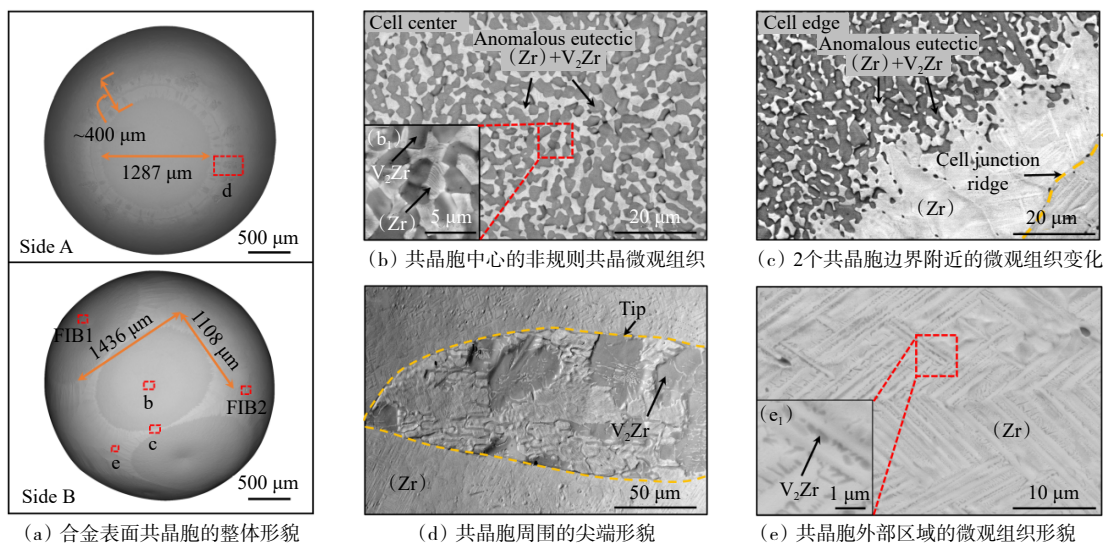 ~400 μm
1287 μm
d
Side A
500 μm
FIB1
1436 μm
1108 μm
FIB2
b
c
e
Side B
500 μm
(a) 合金表面共晶胞的整体形貌
Cell center
Anomalous eutectic
(Zr)+V₂Zr
(b₁)
V₂Zr
(Zr)
5 μm
20 μm
(b) 共晶胞中心的非规则共晶微观组织
Cell edge
Anomalous eutectic
(Zr)+V₂Zr
Cell junction
ridge
(Zr)
20 μm
(c) 2个共晶胞边界附近的微观组织变化
Tip
V₂Zr
(Zr)
50 μm
(d) 共晶胞周围的尖端形貌
(e₁)
V₂Zr
1 μm
(Zr)
10 μm
(e) 共晶胞外部区域的微观组织形貌